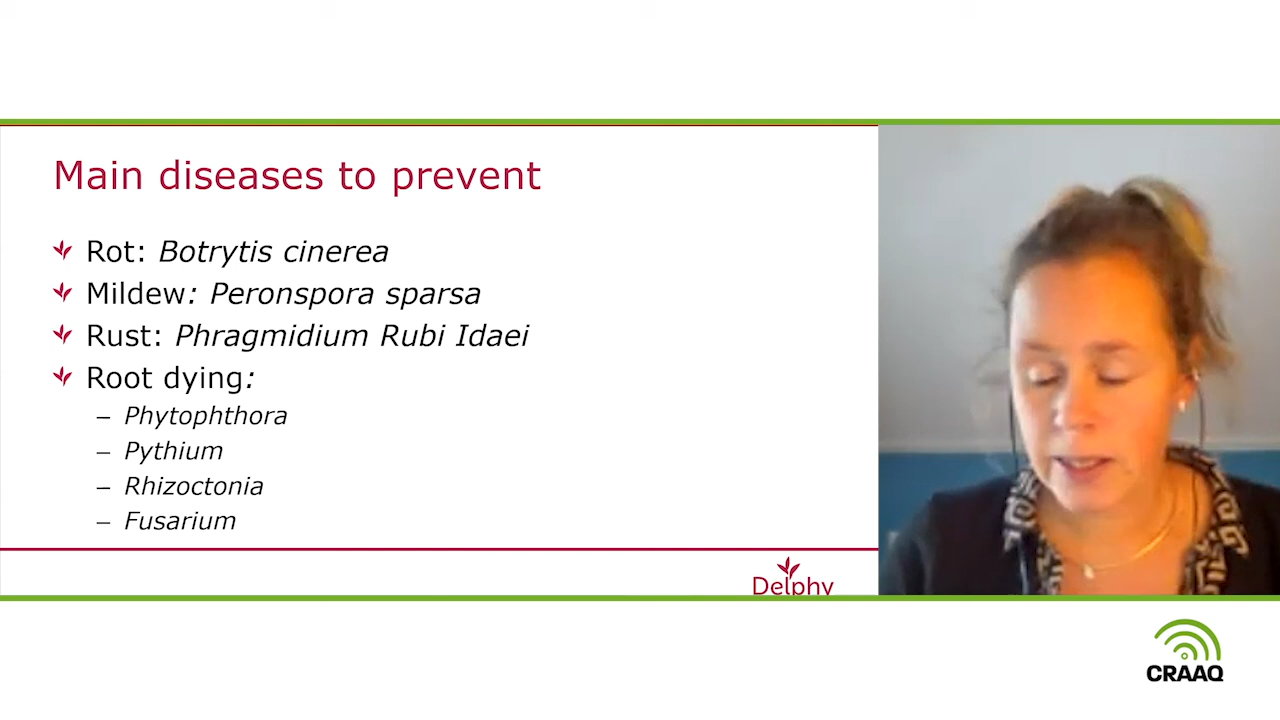 Main diseases to prevent
Rot: Botrytis cinerea
Mildew: Peronspora sparsa
Rust: Phragmidium Rubi Idaei
Root dying:
– Phytophthora
– Pythium
– Rhizoctonia
– Fusarium
Delphy
CRAAQ